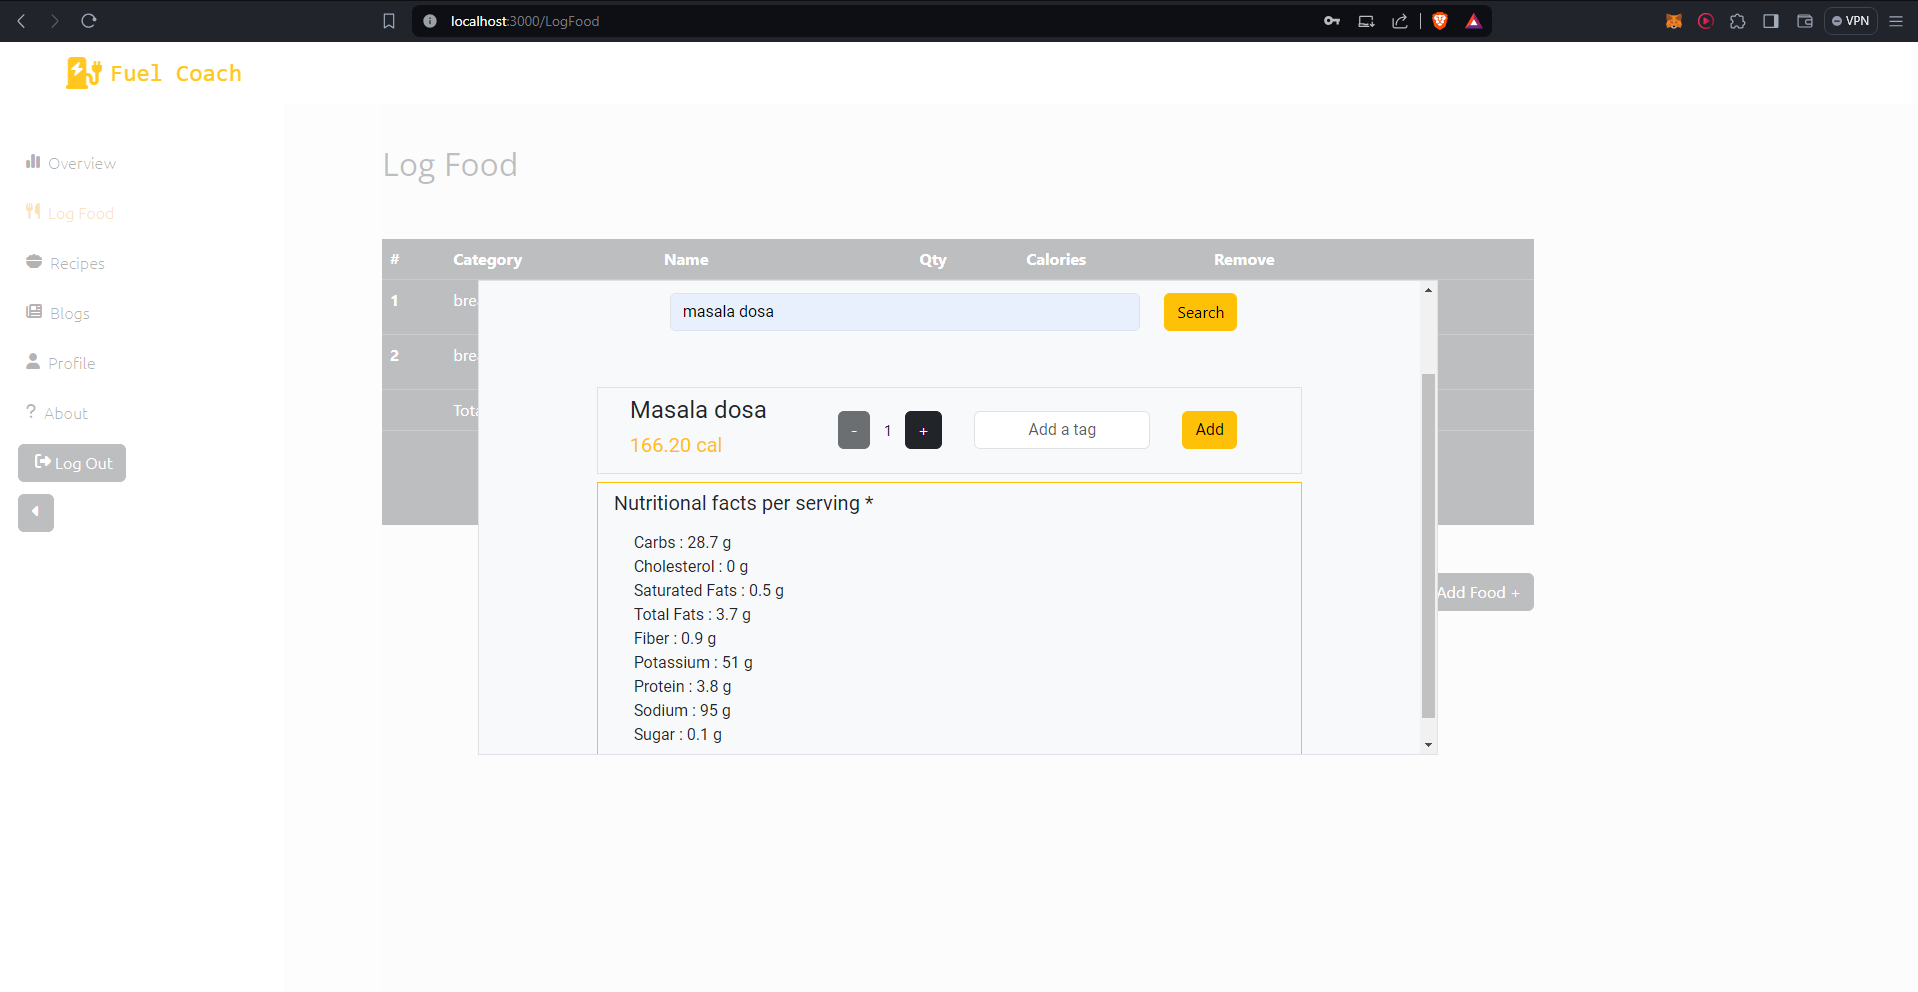 localhost:3000/LogFood
VPN
Fuel Coach
Overview
Log Food
Recipes
Blogs
Profile
? About
Log Out
Log Food
# Category Name Qty Calories Remove
1 bre
2 bre
Tota
masala dosa
Search
Masala dosa
166.20 cal
- 1 +
Add a tag
Add
Nutritional facts per serving *
Carbs : 28.7 g
Cholesterol : 0 g
Saturated Fats : 0.5 g
Total Fats : 3.7 g
Fiber : 0.9 g
Potassium : 51 g
Protein : 3.8 g
Sodium : 95 g
Sugar : 0.1 g
Add Food +